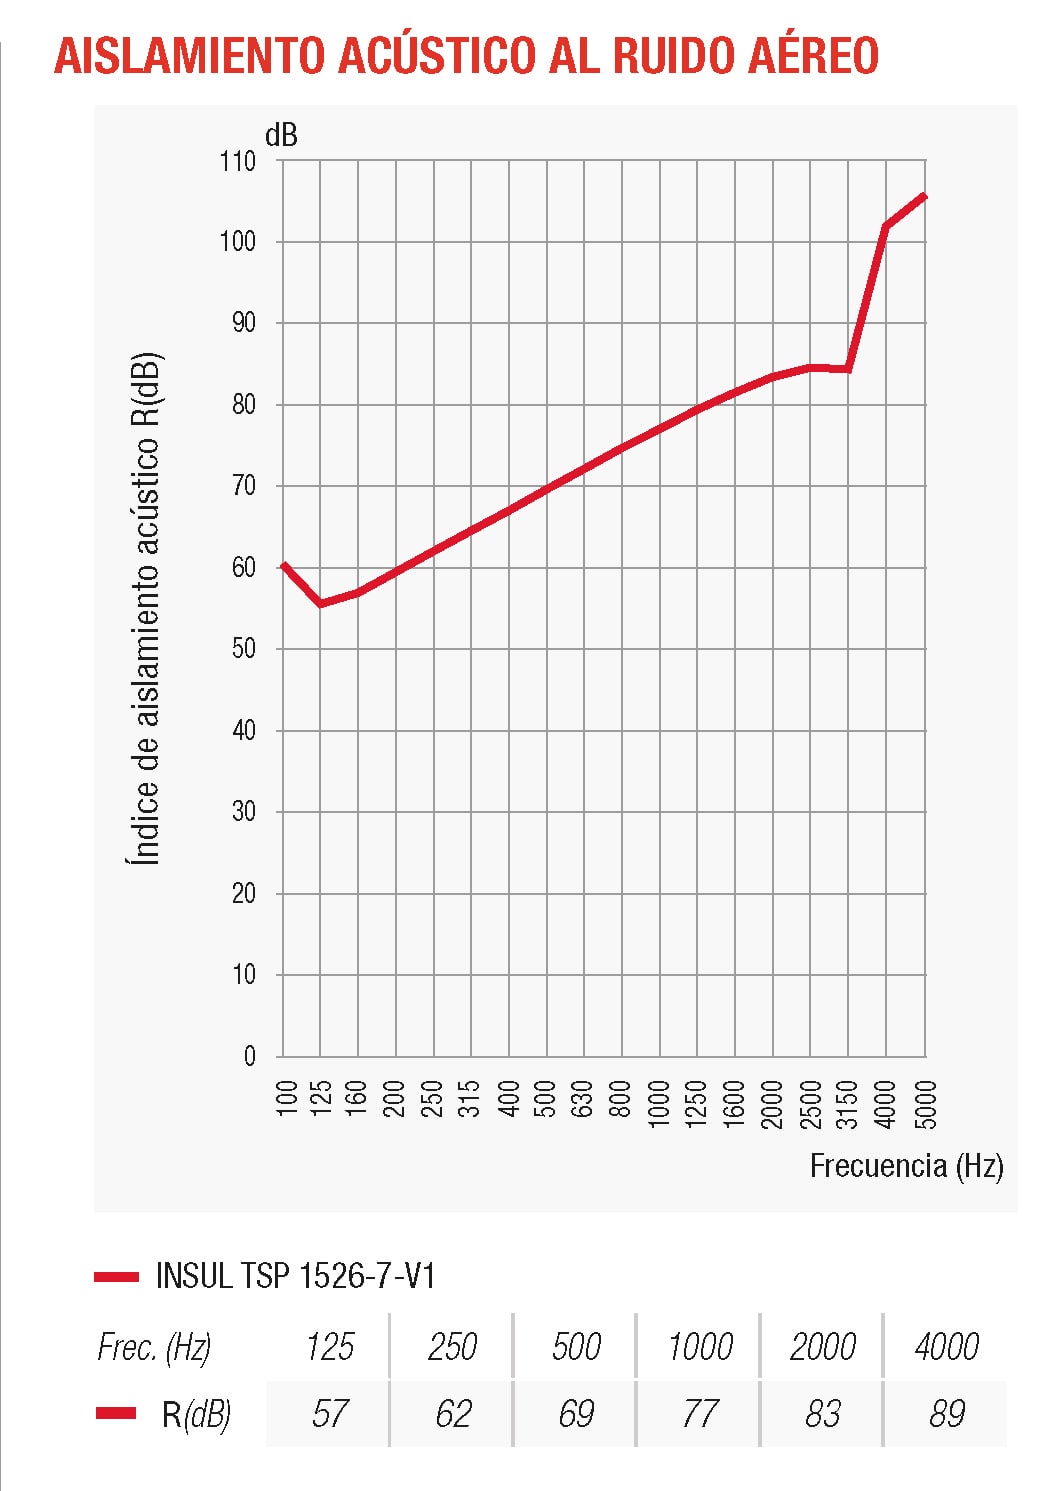 AISLAMIENTO ACÚSTICO AL RUIDO AÉREO
dB
110
100
90
80
70
60
50
40
30
20
10
0
Índice de aislamiento acústico R(dB)
100 125 160 200 250 315 400 500 630 800 1000 1250 1600 2000 2500 3150 4000 5000
Frecuencia (Hz)
INSUL TSP 1526-7-V1
Frec. (Hz) 125 250 500 1000 2000 4000
R(dB) 57 62 69 77 83 89